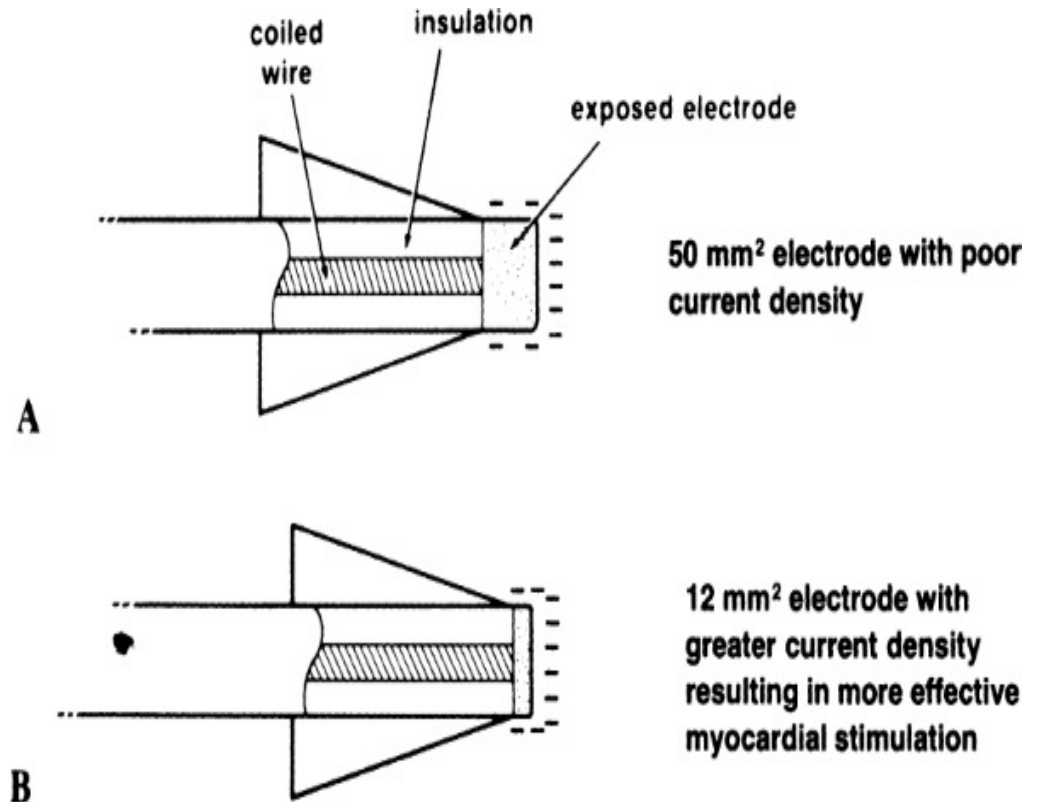 coiled
wire
insulation
exposed electrode
50 mm² electrode with poor
current density
A
12 mm² electrode with
greater current density
resulting in more effective
myocardial stimulation
B